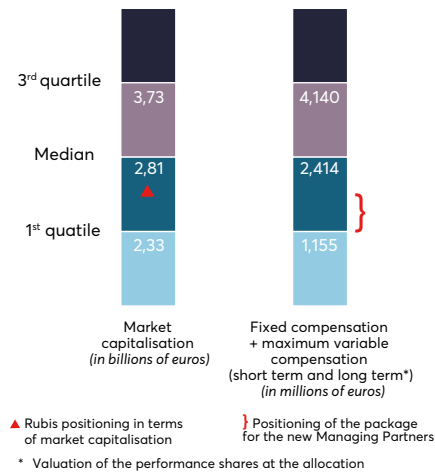 3rd quartile
3,73
4,140
Median
2,81
2,414
1st quatile
2,33
1,155
Market
capitalisation
(in billions of euros)
Fixed compensation
+ maximum variable
compensation
(short term and long term*)
(in millions of euros)
▲ Rubis positioning in terms
of market capitalisation
} Positioning of the package
for the new Managing Partners
* Valuation of the performance shares at the allocation